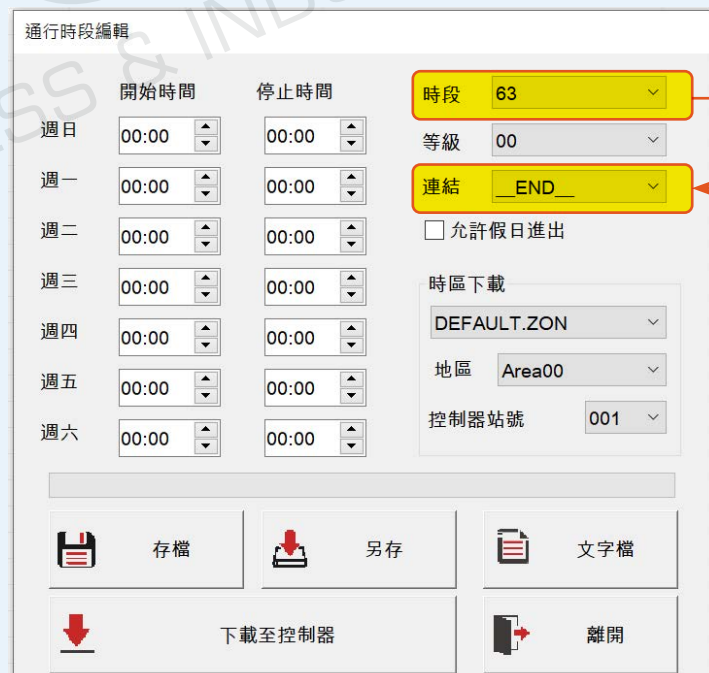 通行時段編輯
開始時間 停止時間
時段 63
週日 00:00 00:00
等級 00
週一 00:00 00:00
連結 __END__
週二 00:00 00:00
允許假日進出
週三 00:00 00:00
時區下載
週四 00:00 00:00
DEFAULT.ZON
週五 00:00 00:00
地區 Area00
週六 00:00 00:00
控制器站號 001
存檔 另存 文字檔
下載至控制器 離開